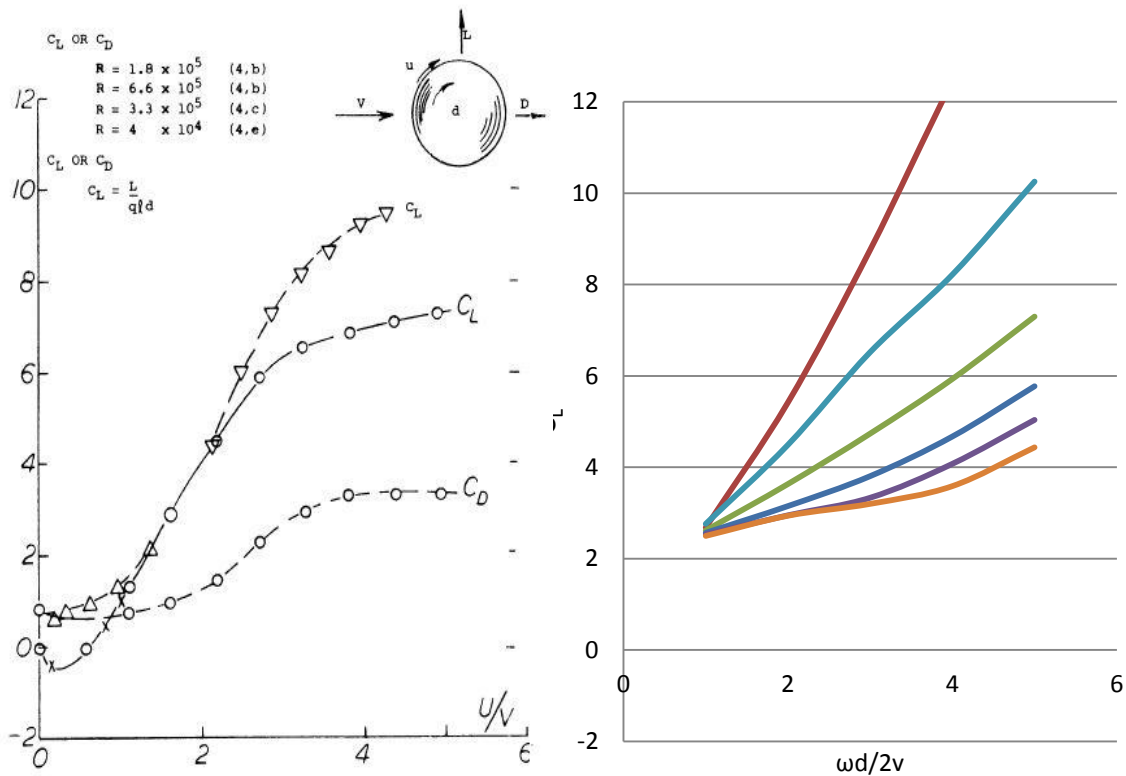 C_L OR C_D
R = 1.8 x 10^5 (4,b)
R = 6.6 x 10^5 (4,b)
R = 3.3 x 10^5 (4,c)
R = 4 x 10^4 (4,e)
C_L OR C_D
C_L = L/qℓd
L
u
V
d
D
12
10
8
6
4
2
0
-2
C_L
C_L
C_D
U/V
0
2
4
6
12
10
8
6
4
2
0
-2
0
2
4
6
ωd/2v